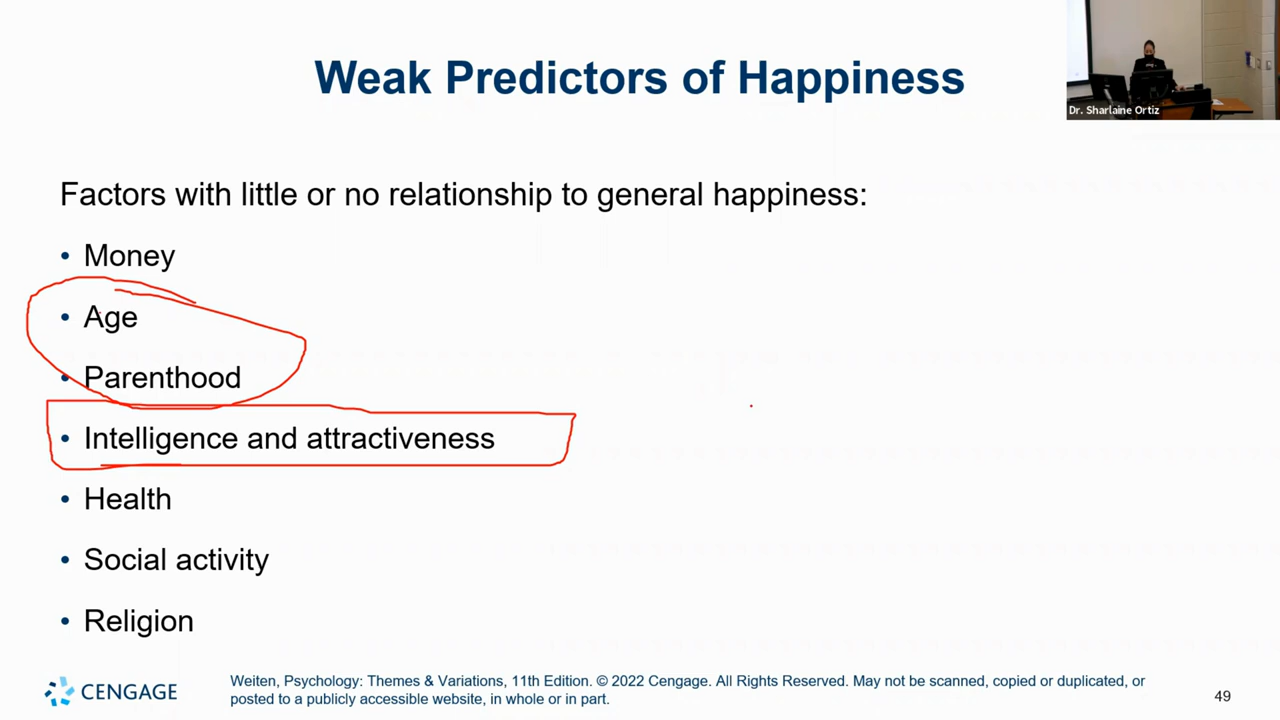 Weak Predictors of Happiness
Dr. Sharlaine Ortiz
Factors with little or no relationship to general happiness:
• Money
• Age
• Parenthood
• Intelligence and attractiveness
• Health
• Social activity
• Religion
CENGAGE
Weiten, Psychology: Themes & Variations, 11th Edition. © 2022 Cengage. All Rights Reserved. May not be scanned, copied or duplicated, or
posted to a publicly accessible website, in whole or in part.
49